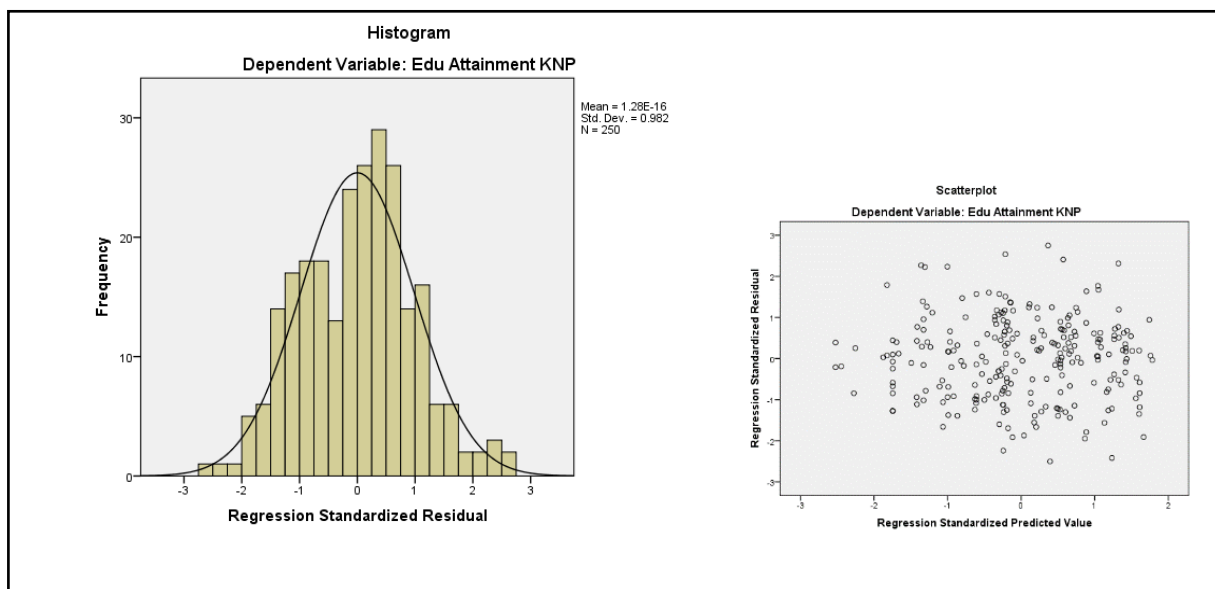 Histogram
Dependent Variable: Edu Attainment KNP
Mean = 1.28E-16
Std. Dev. = 0.982
N = 250
Frequency
30
20
10
0
-3 -2 -1 0 1 2 3
Regression Standardized Residual
Scatterplot
Dependent Variable: Edu Attainment KNP
Regression Standardized Residual
3
2
1
0
-1
-2
-3
-3 -2 -1 0 1 2
Regression Standardized Predicted Value